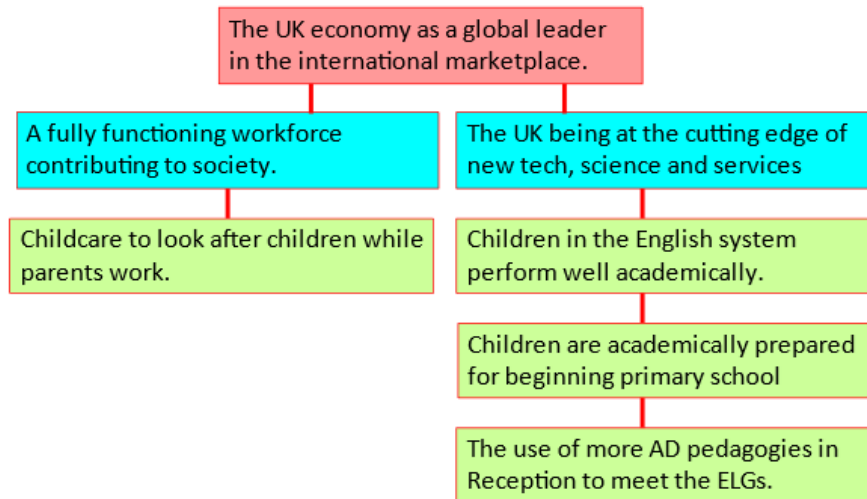 The UK economy as a global leader
in the international marketplace.
A fully functioning workforce
contributing to society.
The UK being at the cutting edge of
new tech, science and services
Childcare to look after children while
parents work.
Children in the English system
perform well academically.
Children are academically prepared
for beginning primary school
The use of more AD pedagogies in
Reception to meet the ELGs.